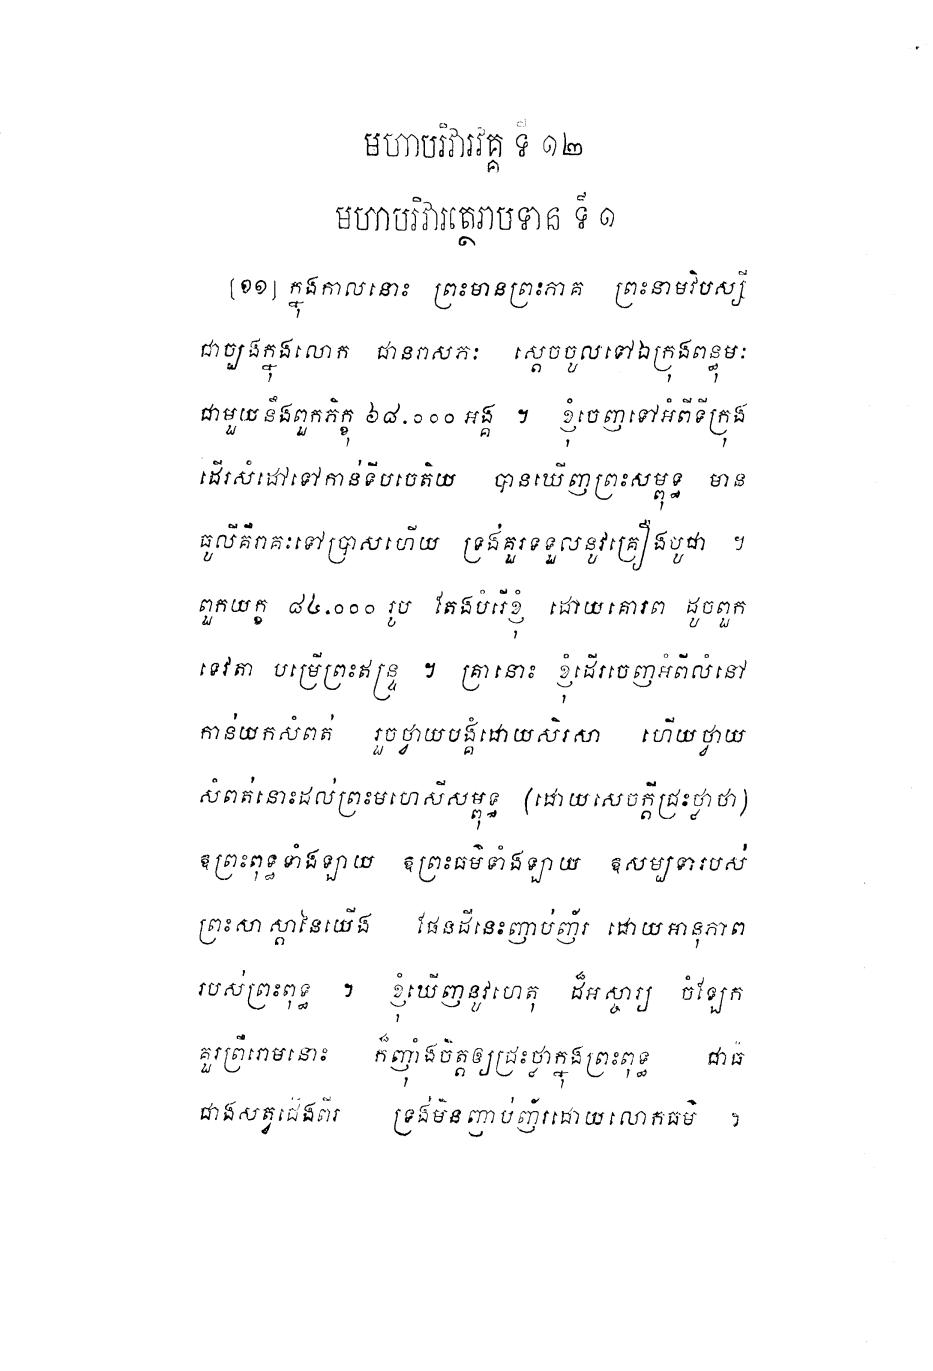 មហាបរិវារវគ្គ ទី ១២
មហាបរិវារត្ថេរាបទាន ទី ១
[១១] ក្នុងកាលនោះ ព្រះមានព្រះភាគ ព្រះនាមវិបស្សី
ជាច្បងក្នុងលោក ជានរាសភៈ ស្តេចចូលទៅឯក្រុងពន្ធុមៈ
ជាមួយនឹងពួកភិក្ខុ ៦៨.០០០ អង្គ ។ ខ្ញុំចេញទៅអំពីទីក្រុង
ដើរសំដៅទៅកាន់ទីបចេតិយ បានឃើញព្រះសម្ពុទ្ធ មាន
ធូលីគឺរាគៈទៅប្រាសហើយ ទ្រង់គួរទទួលនូវគ្រឿងបូជា ។
ពួកយក្ខ ៨៤.០០០ រូប តែងបំរើខ្ញុំ ដោយគោរព ដូចពួក
ទេវតា បម្រើព្រះឥន្ទ្រ ។ គ្រានោះ ខ្ញុំដើរចេញអំពីលំនៅ
កាន់យកសំពត់ រួចថ្វាយបង្គំដោយសិរសា ហើយថ្វាយ
សំពត់នោះដល់ព្រះមហេសីសម្ពុទ្ធ (ដោយសេចក្តីជ្រះថ្លាថា)
ឱព្រះពុទ្ធទាំងឡាយ ឱព្រះធម៌ទាំងឡាយ ឱសម្បទារបស់
ព្រះសាស្តានៃយើង ផែនដីនេះញាប់ញ័រ ដោយអានុភាព
របស់ព្រះពុទ្ធ ។ ខ្ញុំឃើញនូវហេតុ ដ៏អស្ចារ្យ ចំឡែក
គួរព្រឺរោមនោះ ក៏ញ៉ាំងចិត្តឲ្យជ្រះថ្លាក្នុងព្រះពុទ្ធ ជាធំ
ជាងសត្វជើងពីរ ទ្រង់មិនញាប់ញ័រដោយលោកធម៌ ។